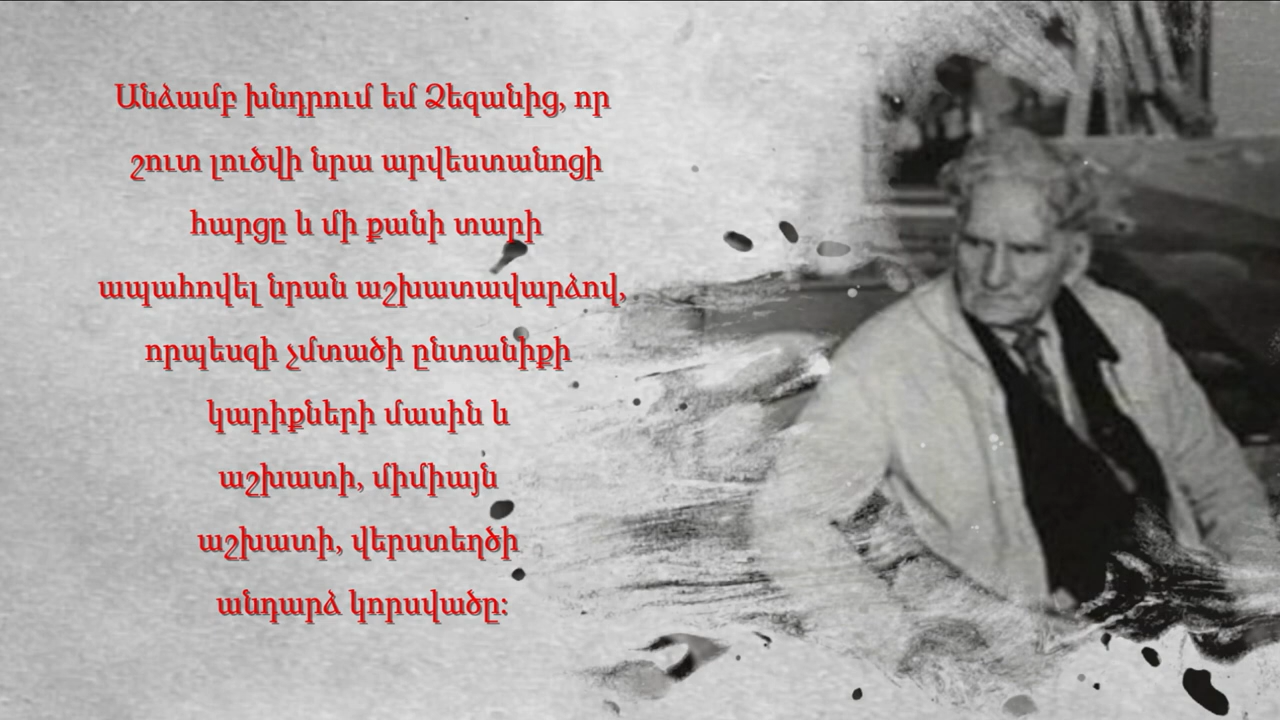 Անձամբ խնդրում եմ Ձեզանից, որ
շուտ լուծվի նրա արվեստանոցի
հարցը և մի քանի տարի
ապահովել նրան աշխատավարձով,
որպեսզի չմտածի ընտանիքի
կարիքների մասին և
աշխատի, միմիայն
աշխատի, վերստեղծի
անդարձ կորսվածը։